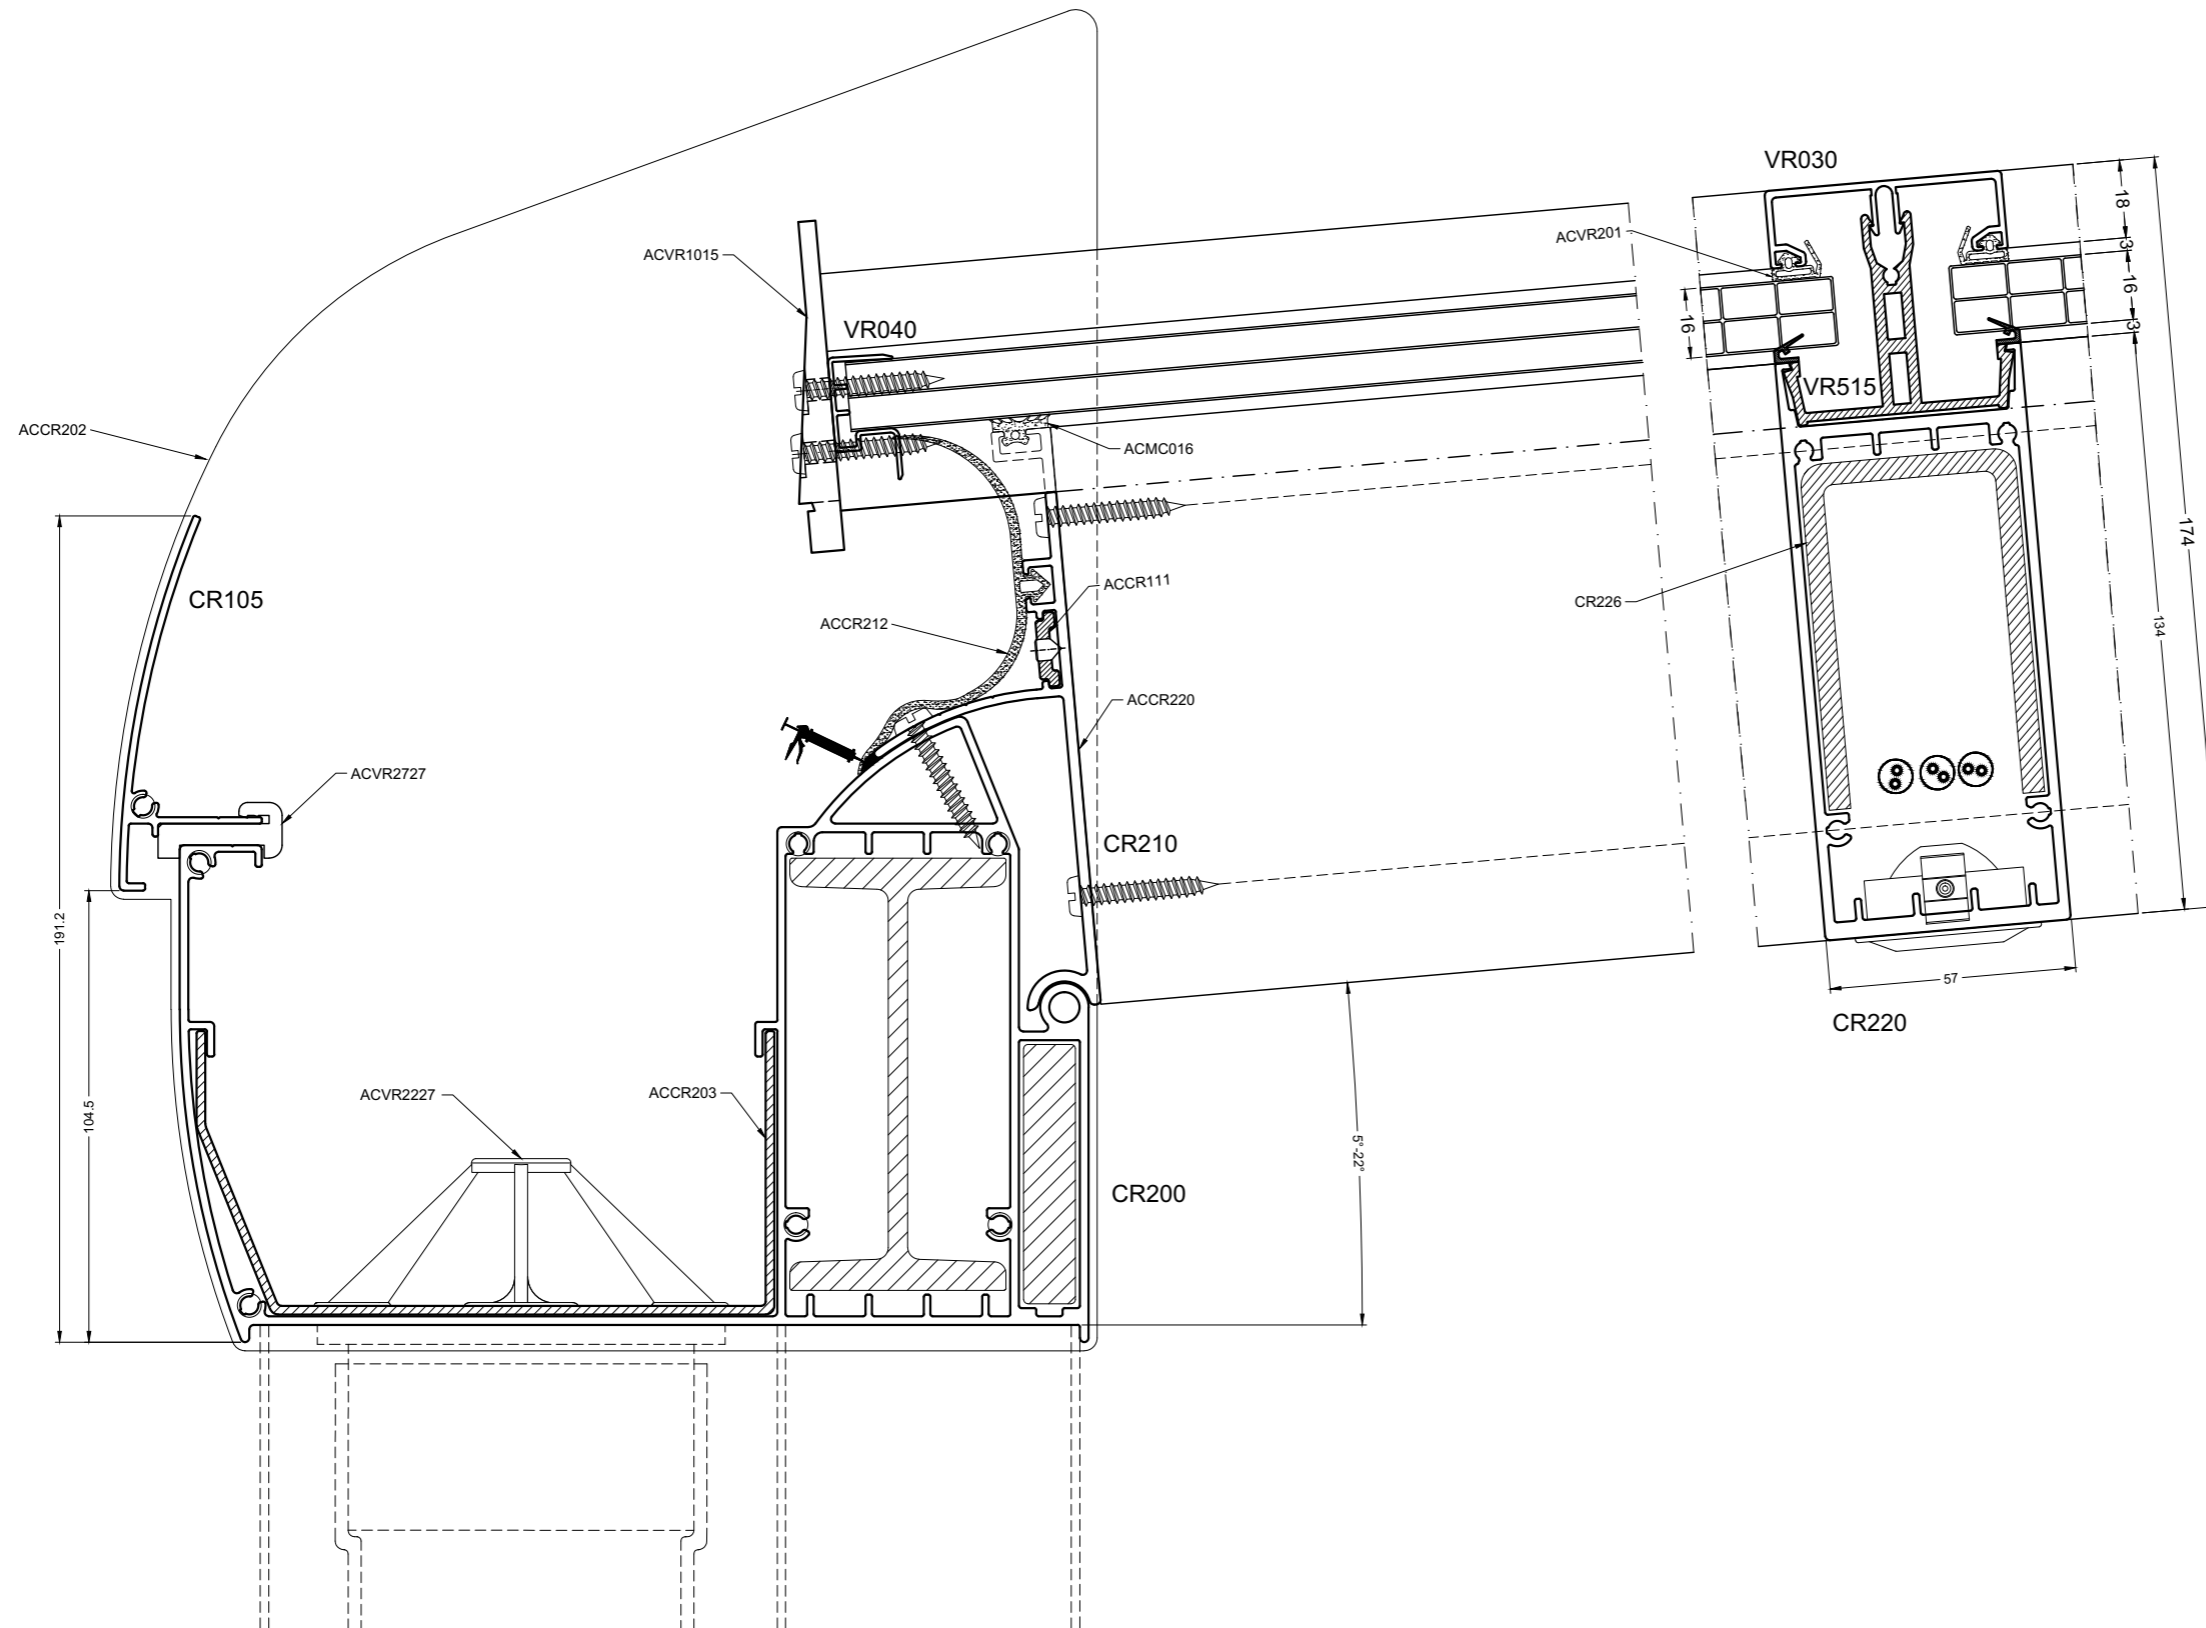 VR030
18
ACVR201
3
ACVR1015
16
16
VR040
3
VR515
ACCR202
ACMC016
174
ACCR111
CR105
CR226
ACCR212
134
ACCR220
ACVR2727
CR210
191.2
57
CR220
104.5
ACVR2227
ACCR203
5°-22°
CR200